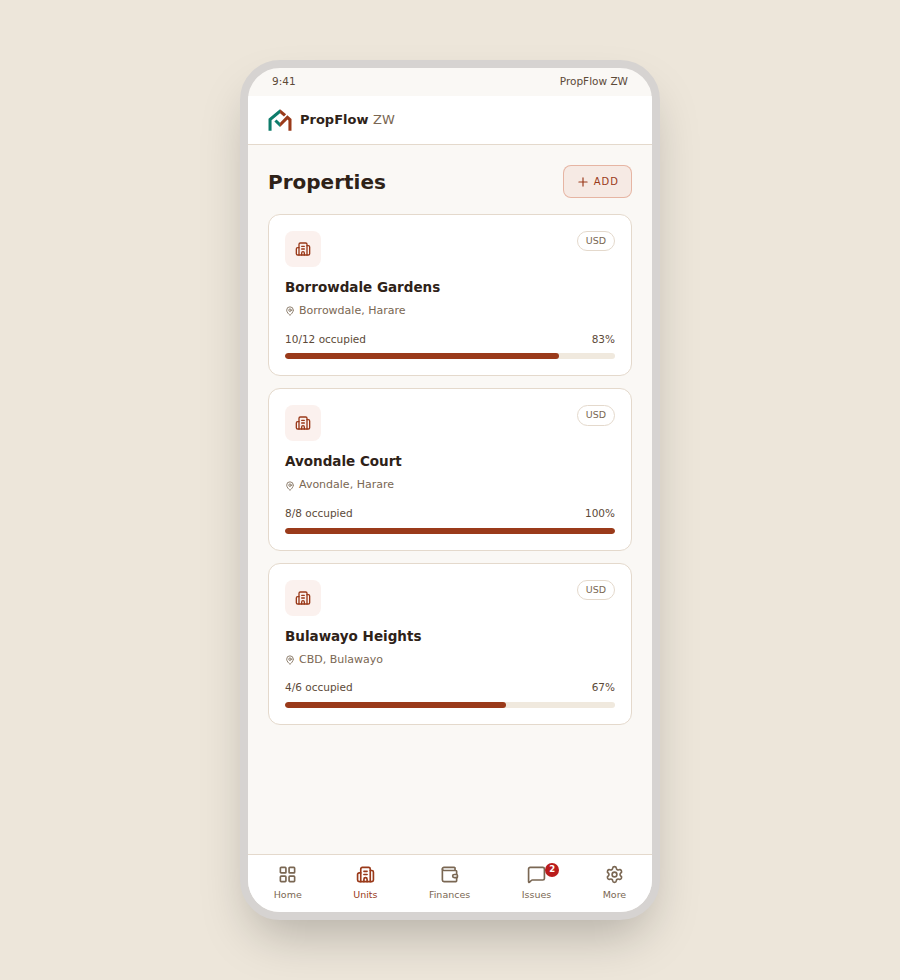 9:41 PropFlow ZW
PropFlow ZW
Properties
ADD
USD
Borrowdale Gardens
Borrowdale, Harare
10/12 occupied 83%
USD
Avondale Court
Avondale, Harare
8/8 occupied 100%
USD
Bulawayo Heights
CBD, Bulawayo
4/6 occupied 67%
2
Home Units Finances Issues More